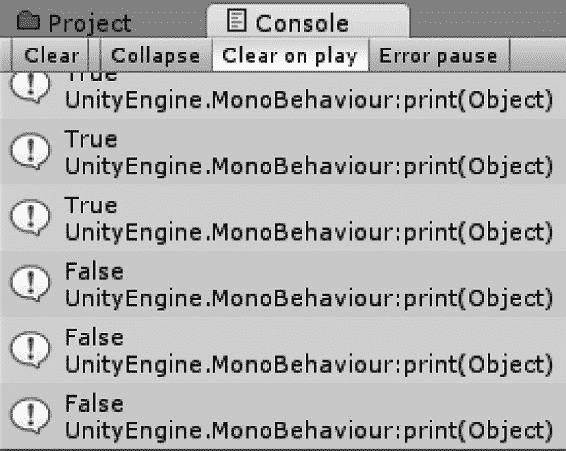 Project Console
Clear Collapse Clear on play Error pause
True
UnityEngine.MonoBehaviour:print(Object)
True
UnityEngine.MonoBehaviour:print(Object)
True
UnityEngine.MonoBehaviour:print(Object)
False
UnityEngine.MonoBehaviour:print(Object)
False
UnityEngine.MonoBehaviour:print(Object)
False
UnityEngine.MonoBehaviour:print(Object)